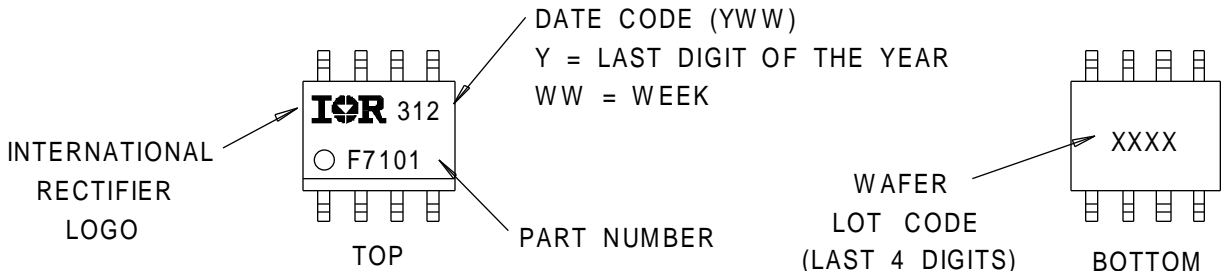 DATE CODE (YWW)
Y = LAST DIGIT OF THE YEAR
WW = WEEK
IOR 312
F7101
INTERNATIONAL
RECTIFIER
LOGO
TOP
PART NUMBER
XXXX
WAFER
LOT CODE
(LAST 4 DIGITS)
BOTTOM